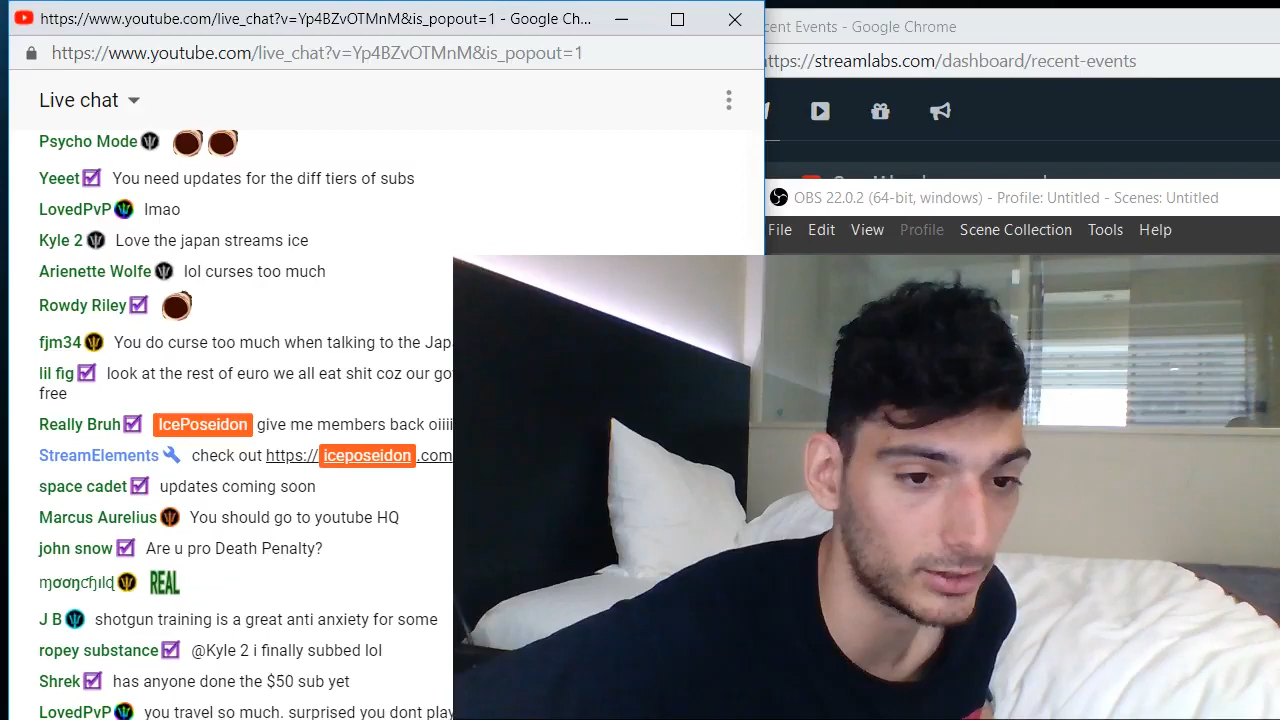 https://www.youtube.com/live_chat?v=Yp4BZvOTMnM&is_popout=1 - Google Ch...
cent Events - Google Chrome
https://www.youtube.com/live_chat?v=Yp4BZvOTMnM&is_popout=1
ttps://streamlabs.com/dashboard/recent-events
Live chat
Psycho Mode
Yeeet You need updates for the diff tiers of subs
OBS 22.0.2 (64-bit, windows) - Profile: Untitled - Scenes: Untitled
LovedPvP lmao
File Edit View Profile Scene Collection Tools Help
Kyle 2 Love the japan streams ice
Arienette Wolfe lol curses too much
Rowdy Riley
fjm34 You do curse too much when talking to the Jap
lil fig look at the rest of euro we all eat shit coz our go
free
Really Bruh IcePoseidon give me members back oiiii
StreamElements check out https://iceposeidon.com
space cadet updates coming soon
Marcus Aurelius You should go to youtube HQ
john snow Are u pro Death Penalty?
REAL
J B shotgun training is a great anti anxiety for some
ropey substance @Kyle 2 i finally subbed lol
Shrek has anyone done the $50 sub yet
LovedPvP you travel so much. surprised you dont play